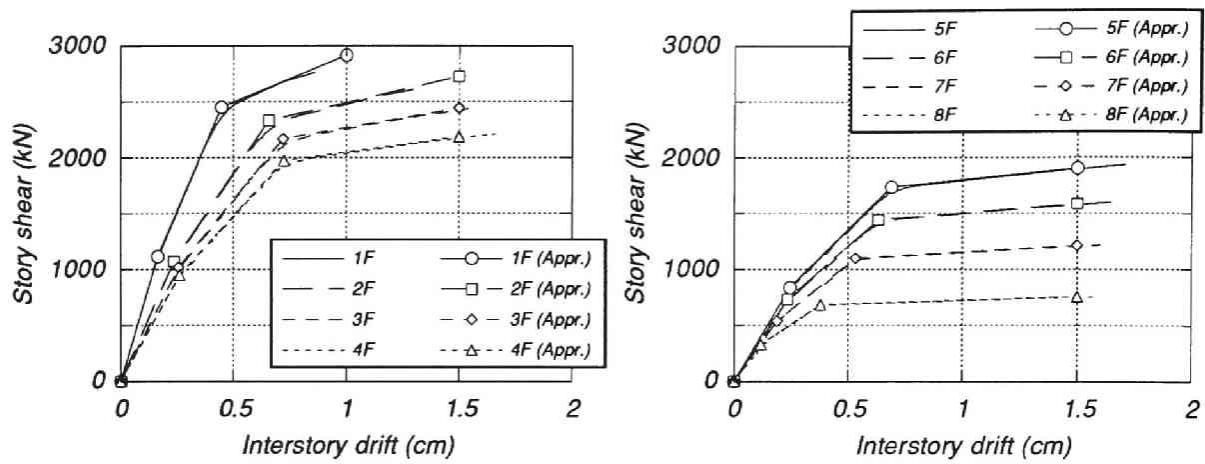 3000
2000
1000
0
Story shear (kN)
0 0.5 1 1.5 2
Interstory drift (cm)
1F 1F (Appr.)
2F 2F (Appr.)
3F 3F (Appr.)
4F 4F (Appr.)
3000
2000
1000
0
Story shear (kN)
0 0.5 1 1.5 2
Interstory drift (cm)
5F 5F (Appr.)
6F 6F (Appr.)
7F 7F (Appr.)
8F 8F (Appr.)